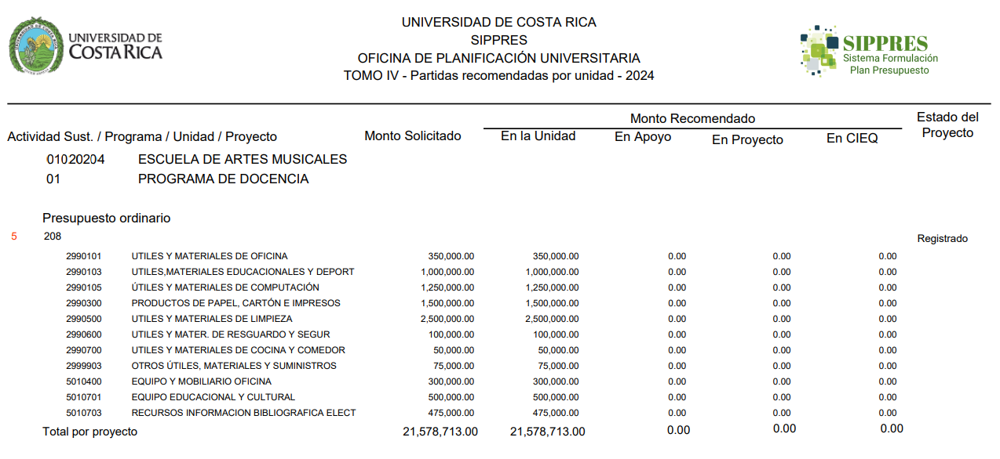 UNIVERSIDAD DE COSTA RICA
SIPPRES
OFICINA DE PLANIFICACIÓN UNIVERSITARIA
TOMO IV - Partidas recomendadas por unidad - 2024
UNIVERSIDAD DE
COSTA RICA
SIPPRES
Sistema Formulación
Plan Presupuesto
Monto Recomendado
Estado del
Proyecto
Actividad Sust. / Programa / Unidad / Proyecto Monto Solicitado En la Unidad En Apoyo En Proyecto En CIEQ
01020204 ESCUELA DE ARTES MUSICALES
01 PROGRAMA DE DOCENCIA
Presupuesto ordinario
5 208 Registrado
2990101 UTILES Y MATERIALES DE OFICINA 350,000.00 350,000.00 0.00 0.00 0.00
2990103 UTILES,MATERIALES EDUCACIONALES Y DEPORT 1,000,000.00 1,000,000.00 0.00 0.00 0.00
2990105 ÚTILES Y MATERIALES DE COMPUTACIÓN 1,250,000.00 1,250,000.00 0.00 0.00 0.00
2990300 PRODUCTOS DE PAPEL, CARTÓN E IMPRESOS 1,500,000.00 1,500,000.00 0.00 0.00 0.00
2990500 UTILES Y MATERIALES DE LIMPIEZA 2,500,000.00 2,500,000.00 0.00 0.00 0.00
2990600 UTILES Y MATER. DE RESGUARDO Y SEGUR 100,000.00 100,000.00 0.00 0.00 0.00
2990700 UTILES Y MATERIALES DE COCINA Y COMEDOR 50,000.00 50,000.00 0.00 0.00 0.00
2999903 OTROS ÚTILES, MATERIALES Y SUMINISTROS 75,000.00 75,000.00 0.00 0.00 0.00
5010400 EQUIPO Y MOBILIARIO OFICINA 300,000.00 300,000.00 0.00 0.00 0.00
5010701 EQUIPO EDUCACIONAL Y CULTURAL 500,000.00 500,000.00 0.00 0.00 0.00
5010703 RECURSOS INFORMACION BIBLIOGRAFICA ELECT 475,000.00 475,000.00 0.00 0.00 0.00
Total por proyecto 21,578,713.00 21,578,713.00 0.00 0.00 0.00